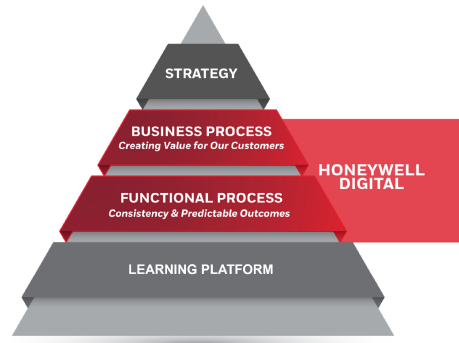 STRATEGY
BUSINESS PROCESS
Creating Value for Our Customers
HONEYWELL
DIGITAL
FUNCTIONAL PROCESS
Consistency & Predictable Outcomes
LEARNING PLATFORM